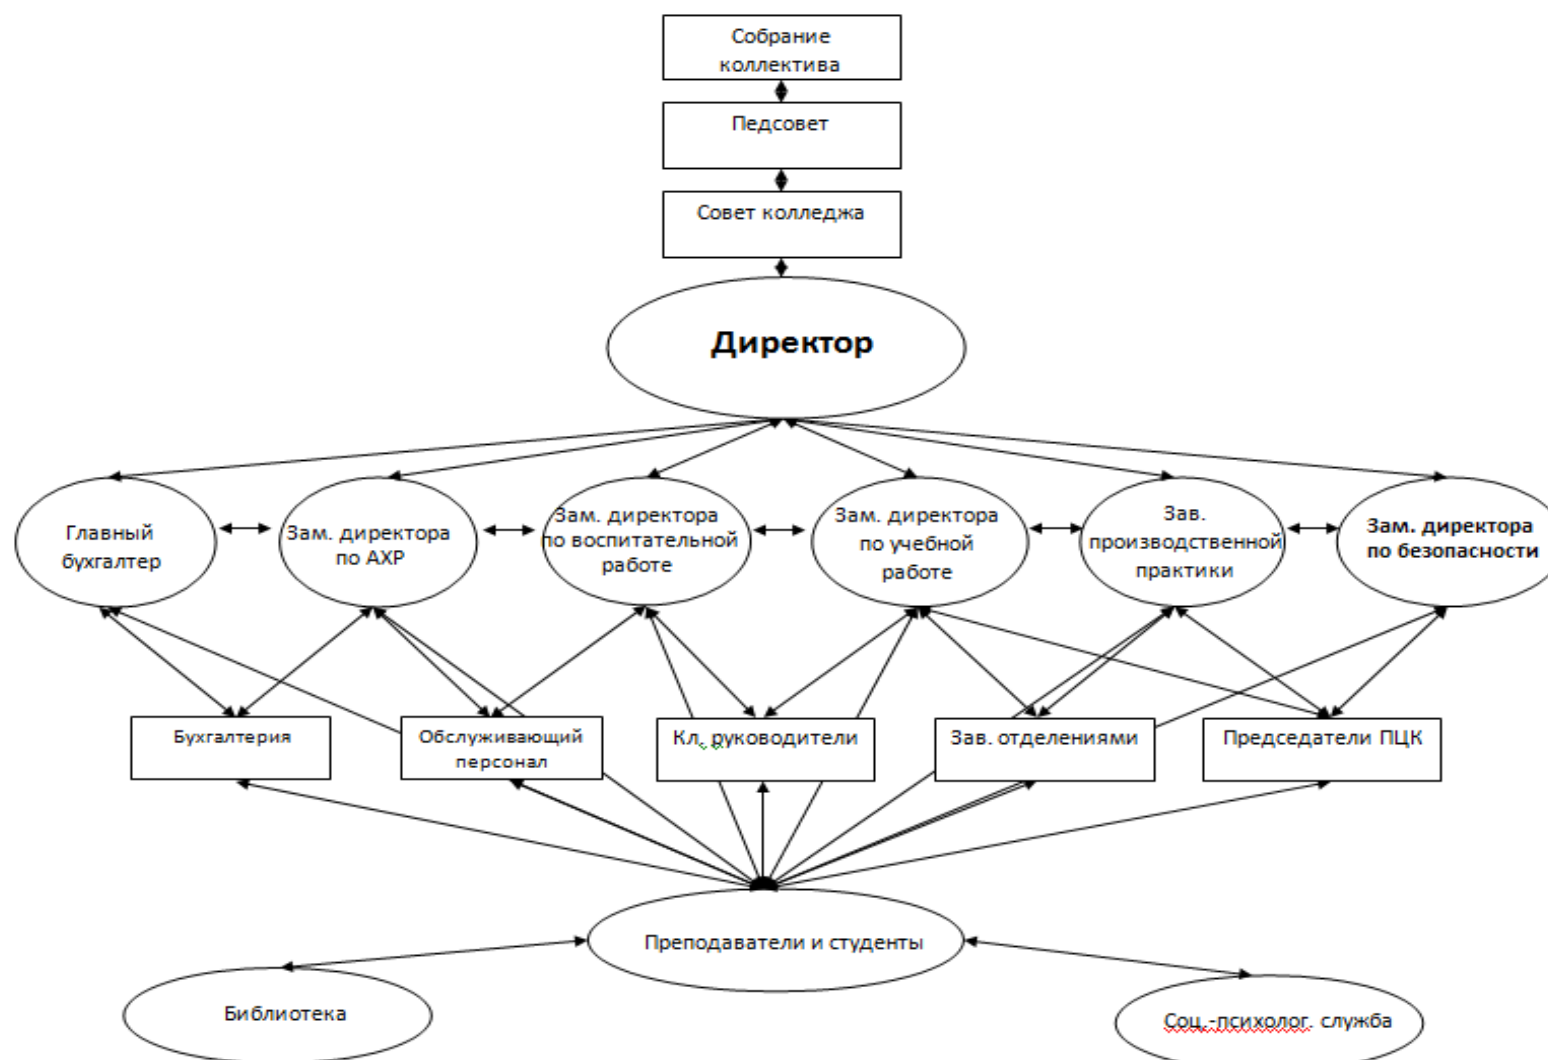 Собрание
коллектива
Педсовет
Совет колледжа
Директор
Главный
бухгалтер
Зам. директора
по АХР
Зам. директора
по воспитательной
работе
Зам. директора
по учебной
работе
Зав.
производственной
практики
Зам. директора
по безопасности
Бухгалтерия
Обслуживающий
персонал
Кл. руководители
Зав. отделениями
Председатели ПЦК
Преподаватели и студенты
Библиотека
Соц.-психолог. служба